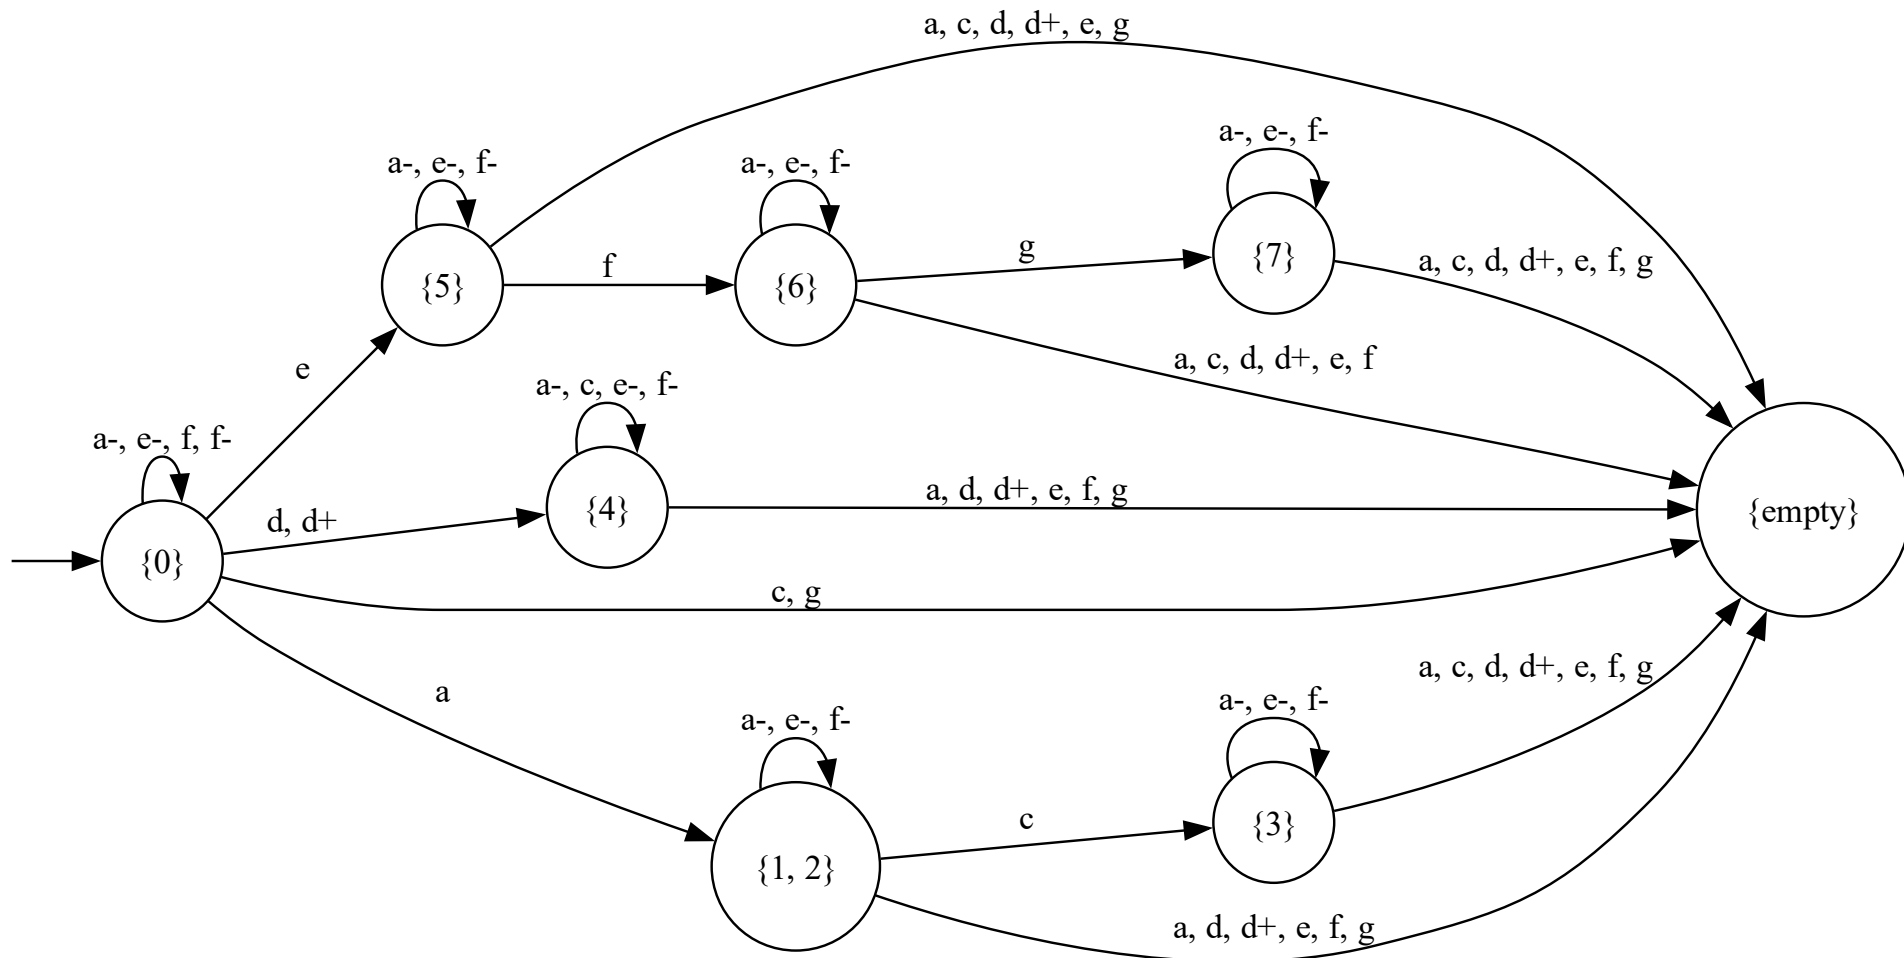 a, c, d, d+, e, g
a-, e-, f-
a-, e-, f-
a-, e-, f-
{5}
f
{6}
g
{7}
a, c, d, d+, e, f, g
e
a-, c, e-, f-
a, c, d, d+, e, f
a-, e-, f, f-
{0}
d, d+
{4}
a, d, d+, e, f, g
{empty}
c, g
a
a-, e-, f-
a-, e-, f-
a, c, d, d+, e, f, g
{1, 2}
c
{3}
a, d, d+, e, f, g